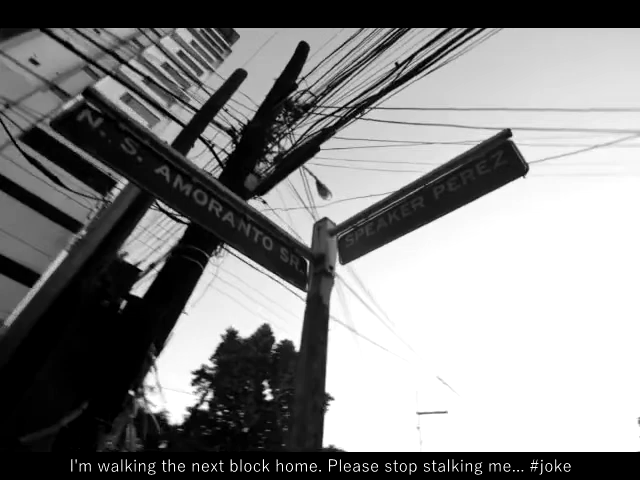 N. S. AMORANTO SR.
SPEAKER PEREZ
I'm walking the next block home. Please stop stalking me... #joke